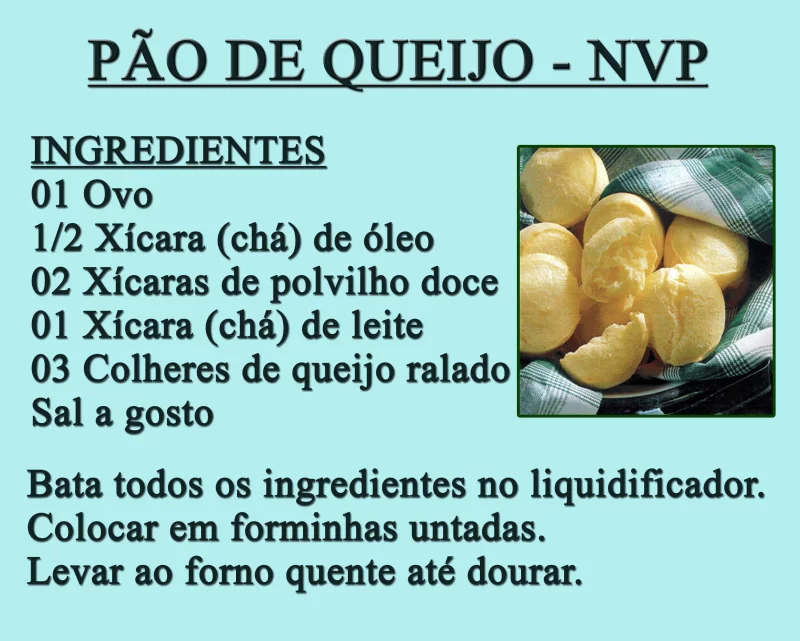 PÃO DE QUEIJO - NVP
INGREDIENTES
01 Ovo
1/2 Xícara (chá) de óleo
02 Xícaras de polvilho doce
01 Xícara (chá) de leite
03 Colheres de queijo ralado
Sal a gosto
Bata todos os ingredientes no liquidificador.
Colocar em forminhas untadas.
Levar ao forno quente até dourar.